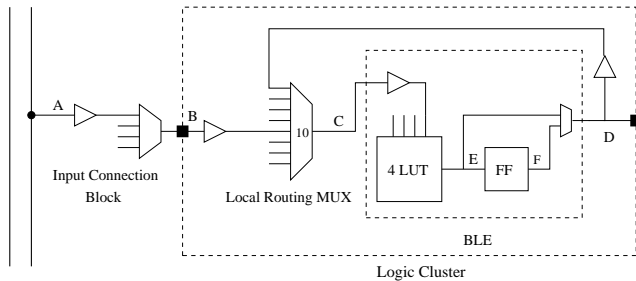 A
B
10
C
4 LUT
E
FF
F
D
Input Connection
Block
Local Routing MUX
BLE
Logic Cluster